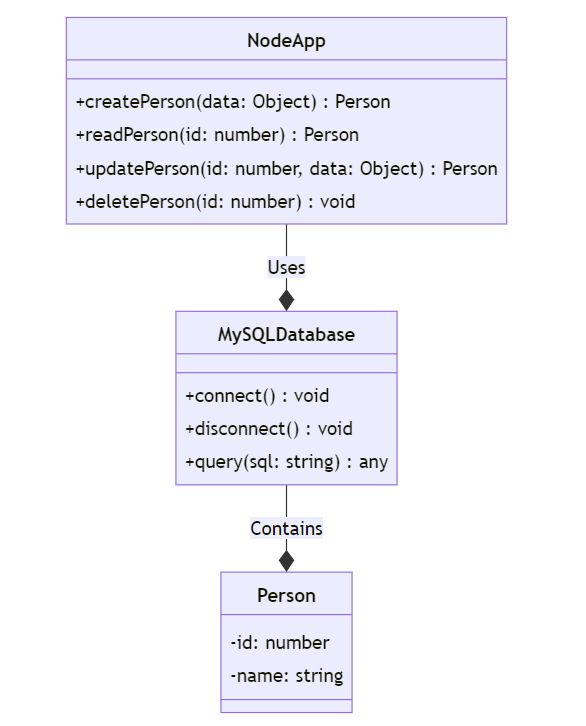 NodeApp
+createPerson(data: Object) : Person
+readPerson(id: number) : Person
+updatePerson(id: number, data: Object) : Person
+deletePerson(id: number) : void
Uses
MySQLDatabase
+connect() : void
+disconnect() : void
+query(sql: string) : any
Contains
Person
-id: number
-name: string